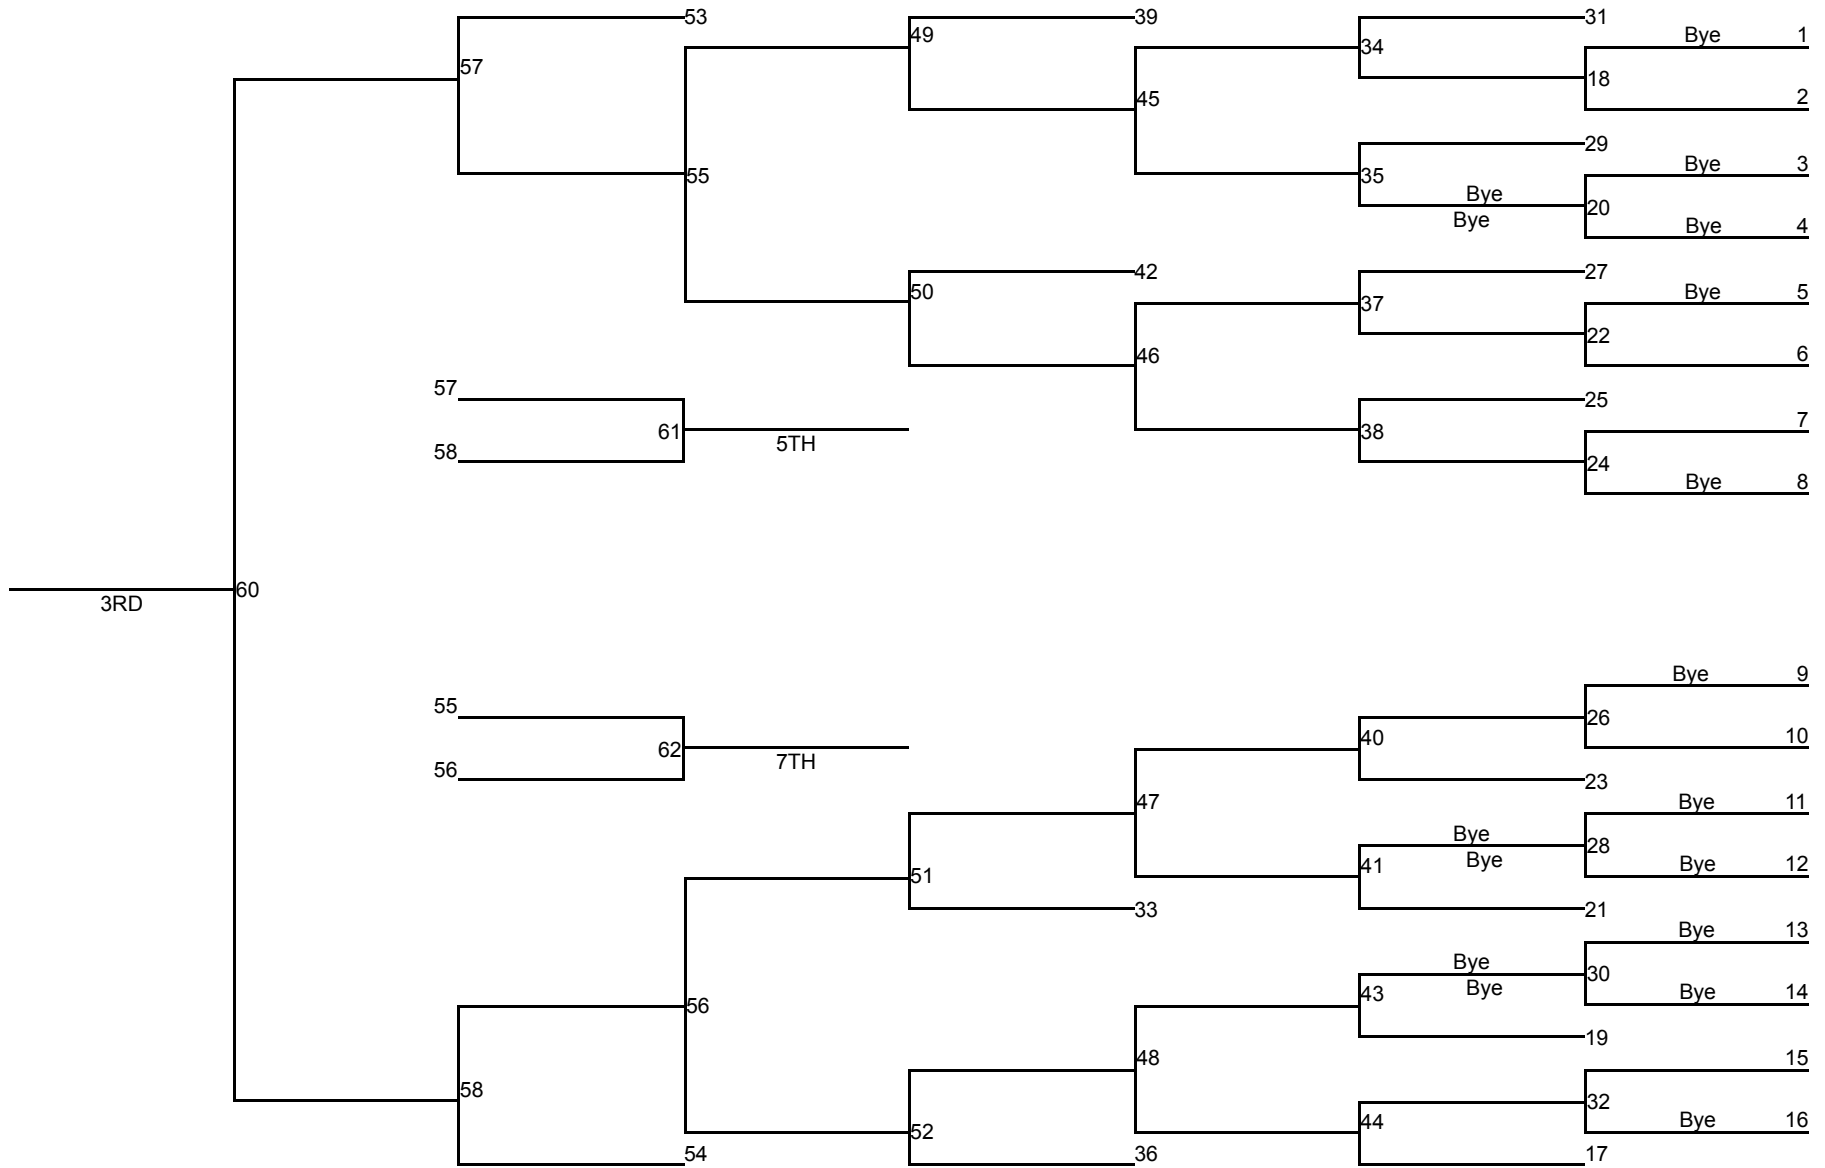 53 39 31
49 Bye 1
34
57 18
45 2
29
Bye 3
55 35
Bye 20
Bye Bye 4
42 27
50 Bye 5
37
22
46 6
57 25
7
61 38
5TH
58 24
Bye 8
60
3RD
Bye 9
55 26
10
62 40
7TH
56 23
47 Bye 11
Bye 28
51 41 Bye Bye 12
33 21
Bye 13
Bye 30
56 43 Bye Bye 14
19
48 15
58 32
52 44 Bye 16
54 36 17